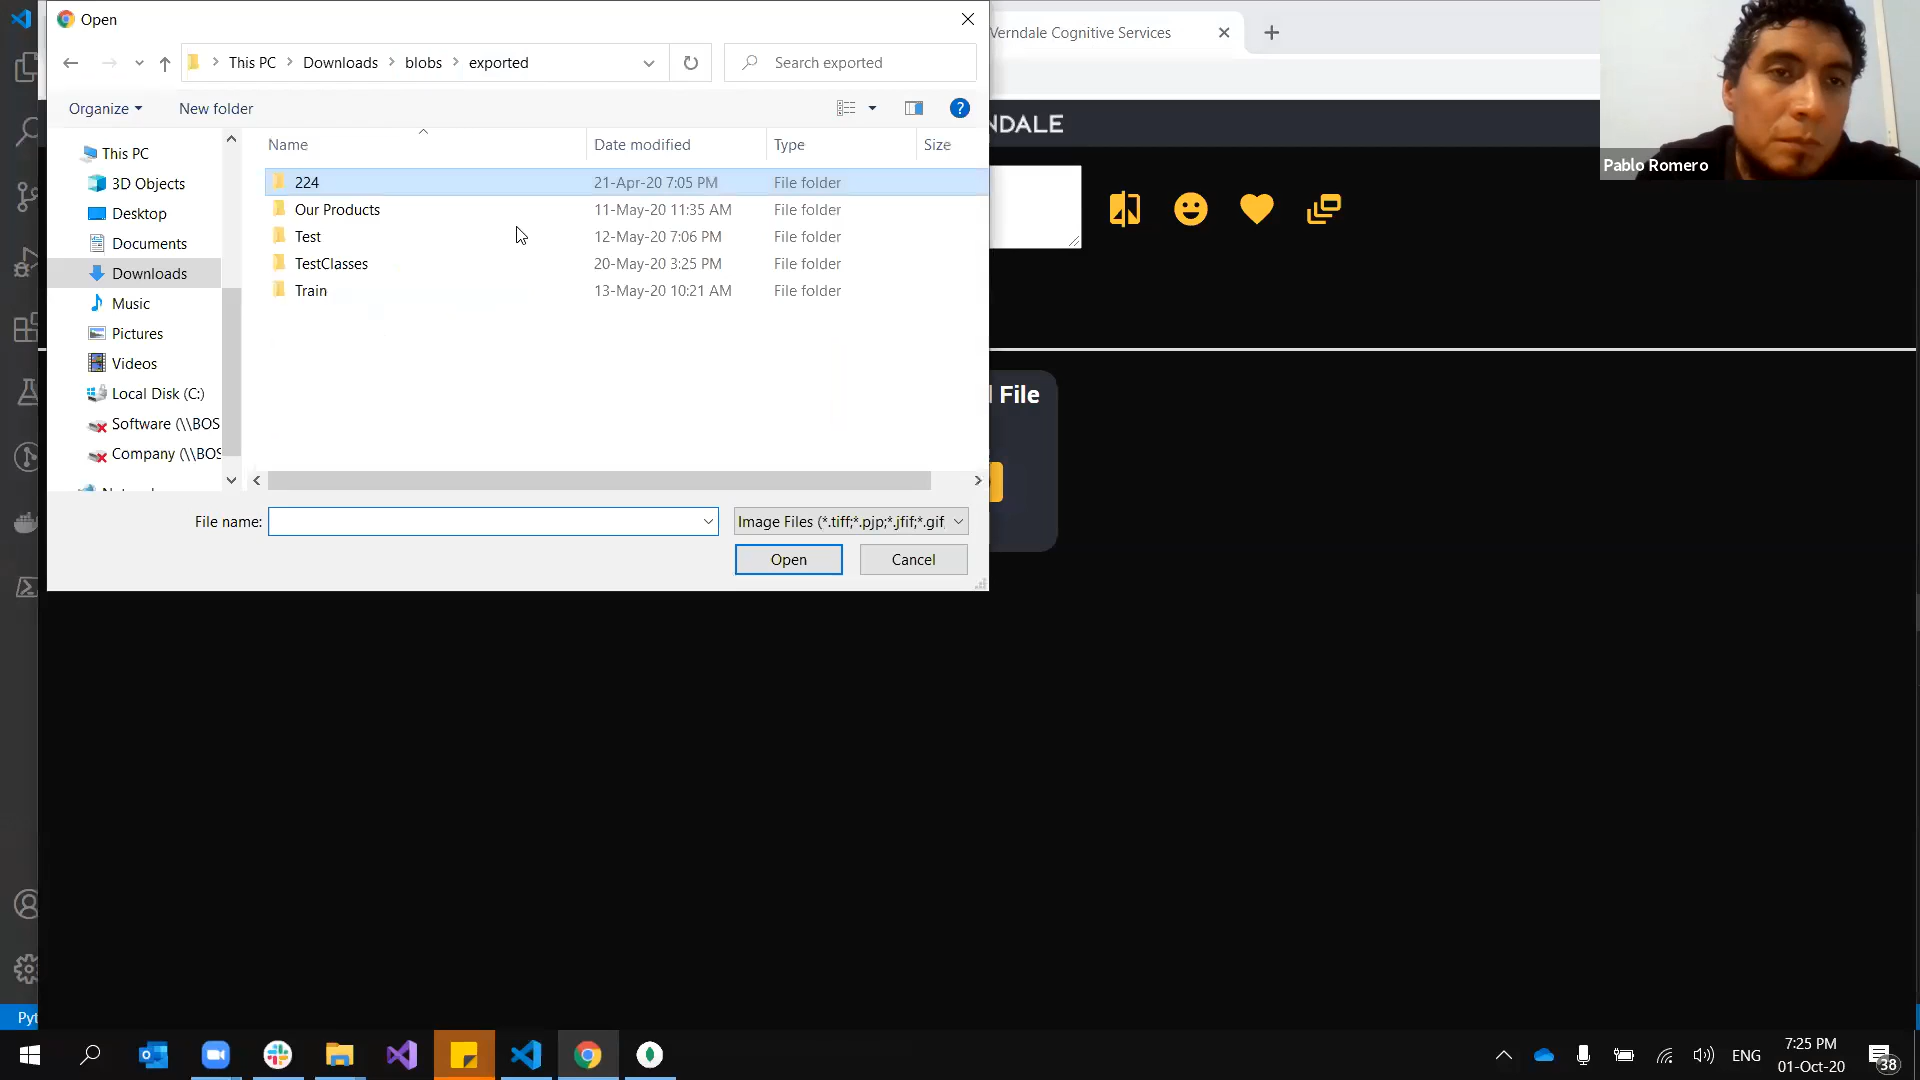 Open
Verndale Cognitive Services
This PC
Downloads
blobs
exported
Search exported
Organize
New folder
NDALE
Name
Date modified
Type
Size
Pablo Romero
This PC
3D Objects
Desktop
Documents
Downloads
Music
Pictures
Videos
Local Disk (C:)
Software (\\BOS
Company (\\BOS
224 21-Apr-20 7:05 PM File folder
Our Products 11-May-20 11:35 AM File folder
Test 12-May-20 7:06 PM File folder
TestClasses 20-May-20 3:25 PM File folder
Train 13-May-20 10:21 AM File folder
File
File name:
Image Files (*.tiff;*.pjp;*.jfif;*.gif
Open
Cancel
Pyt
ENG
7:25 PM
01-Oct-20
38